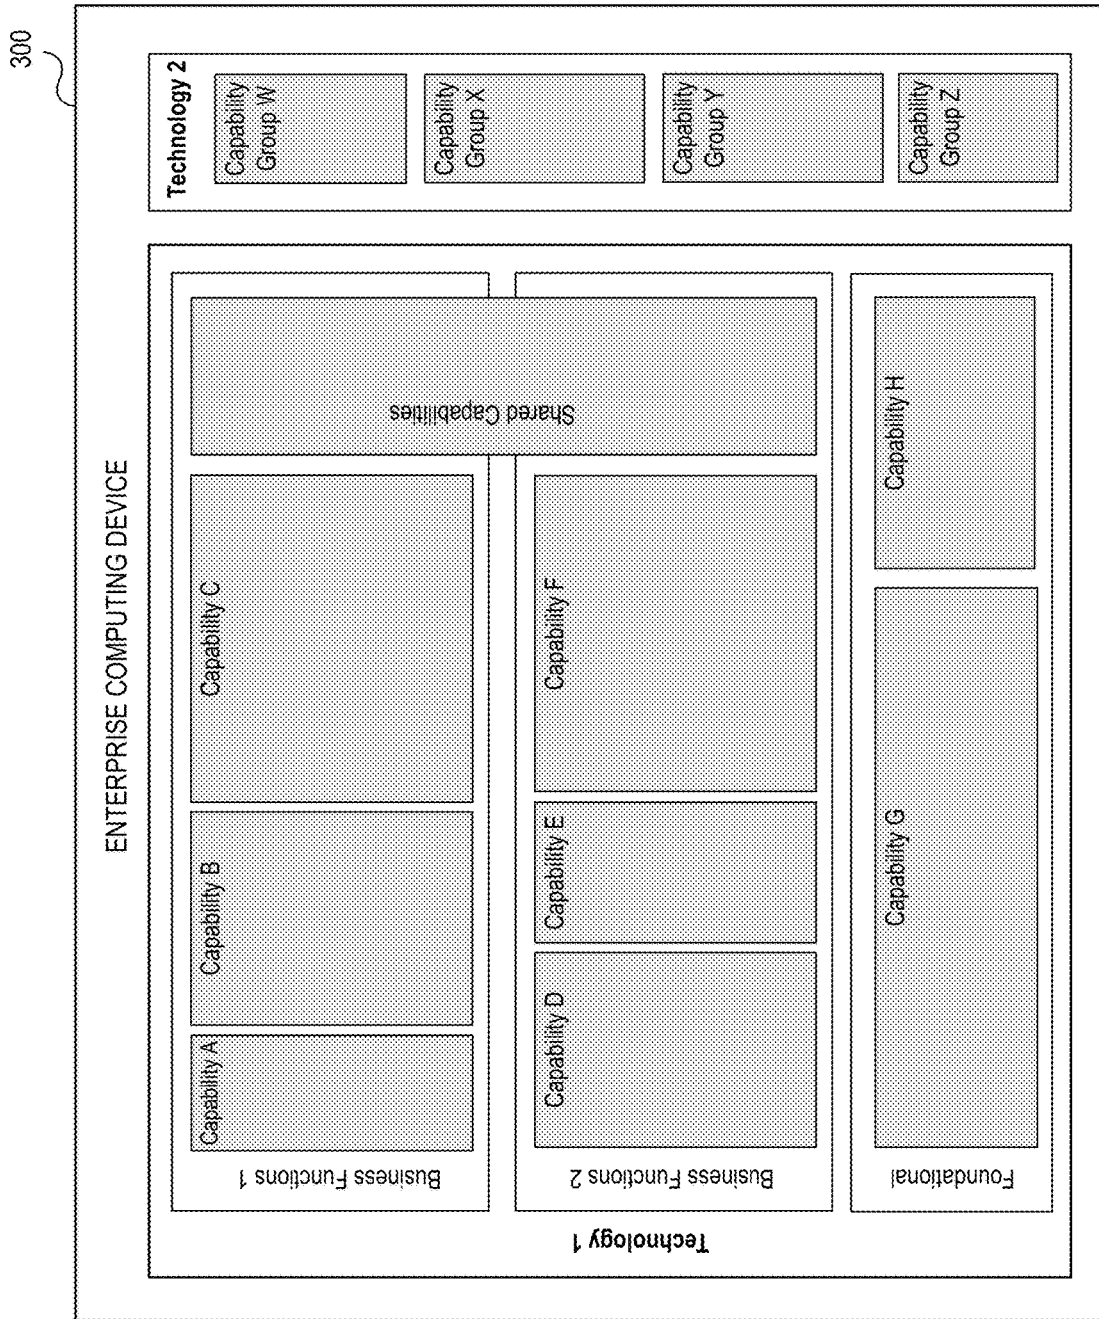 300
ENTERPRISE COMPUTING DEVICE
Technology 1
Business Functions 1
Capability A
Capability B
Capability C
Shared Capabilities
Business Functions 2
Capability D
Capability E
Capability F
Foundational
Capability G
Capability H
Technology 2
Capability
Group W
Capability
Group X
Capability
Group Y
Capability
Group Z